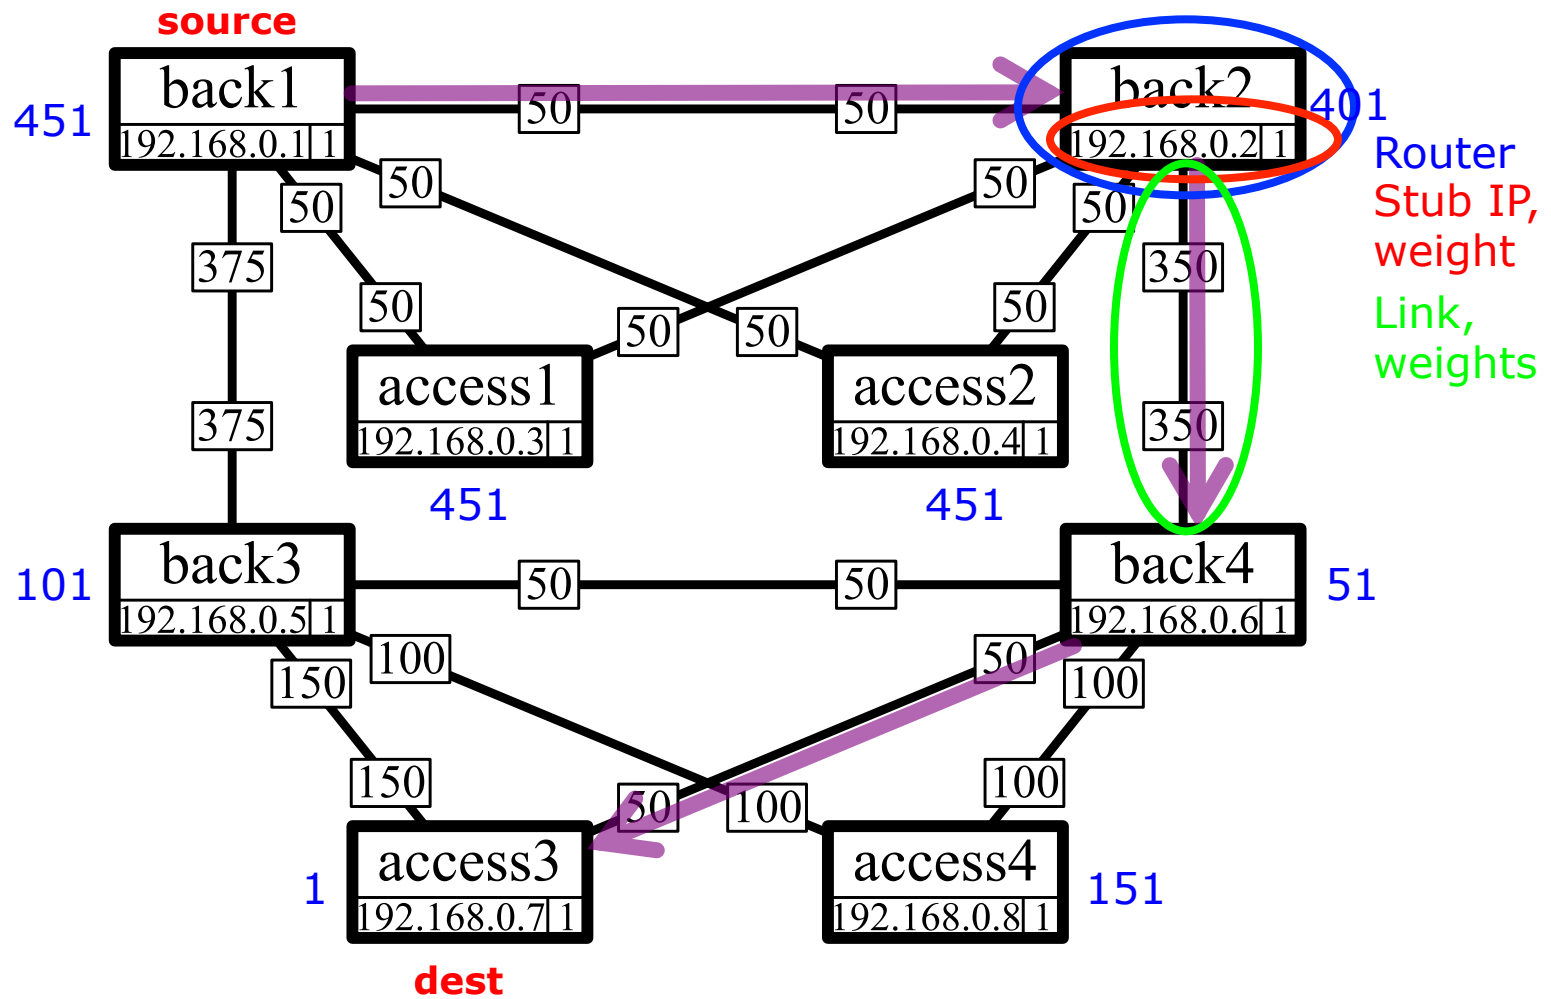 source
back1
192.168.0.1 1
451
50
50
back2
192.168.0.2 1
401
Router
Stub IP,
weight
Link,
weights
50
50
50
50
375
350
50
50
50
50
375
350
access1
192.168.0.3 1
451
access2
192.168.0.4 1
451
back3
192.168.0.5 1
101
50
50
back4
192.168.0.6 1
51
150
100
50
100
150
50
100
100
access3
192.168.0.7 1
1
access4
192.168.0.8 1
151
dest